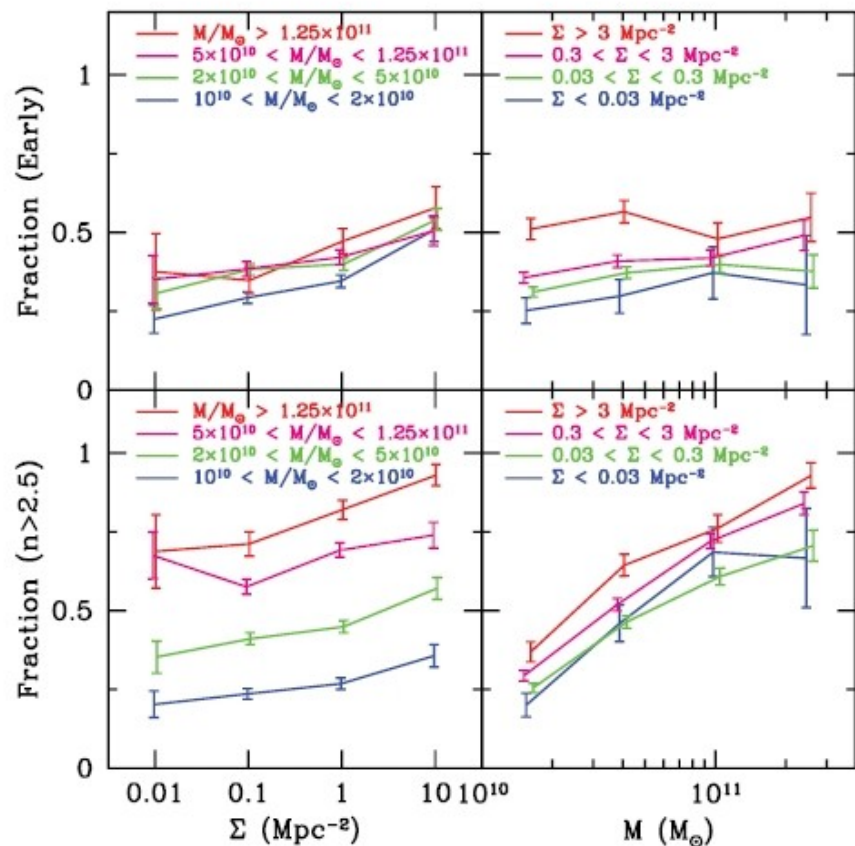 M/M☉ > 1.25×10¹¹
5×10¹⁰ < M/M☉ < 1.25×10¹¹
2×10¹⁰ < M/M☉ < 5×10¹⁰
10¹⁰ < M/M☉ < 2×10¹⁰
Σ > 3 Mpc⁻²
0.3 < Σ < 3 Mpc⁻²
0.03 < Σ < 0.3 Mpc⁻²
Σ < 0.03 Mpc⁻²
Fraction (Early)
1
0.5
0
M/M☉ > 1.25×10¹¹
5×10¹⁰ < M/M☉ < 1.25×10¹¹
2×10¹⁰ < M/M☉ < 5×10¹⁰
10¹⁰ < M/M☉ < 2×10¹⁰
Σ > 3 Mpc⁻²
0.3 < Σ < 3 Mpc⁻²
0.03 < Σ < 0.3 Mpc⁻²
Σ < 0.03 Mpc⁻²
Fraction (n>2.5)
1
0.5
0
0.01 0.1 1 10 10¹⁰ 10¹¹
Σ (Mpc⁻²) M (M☉)